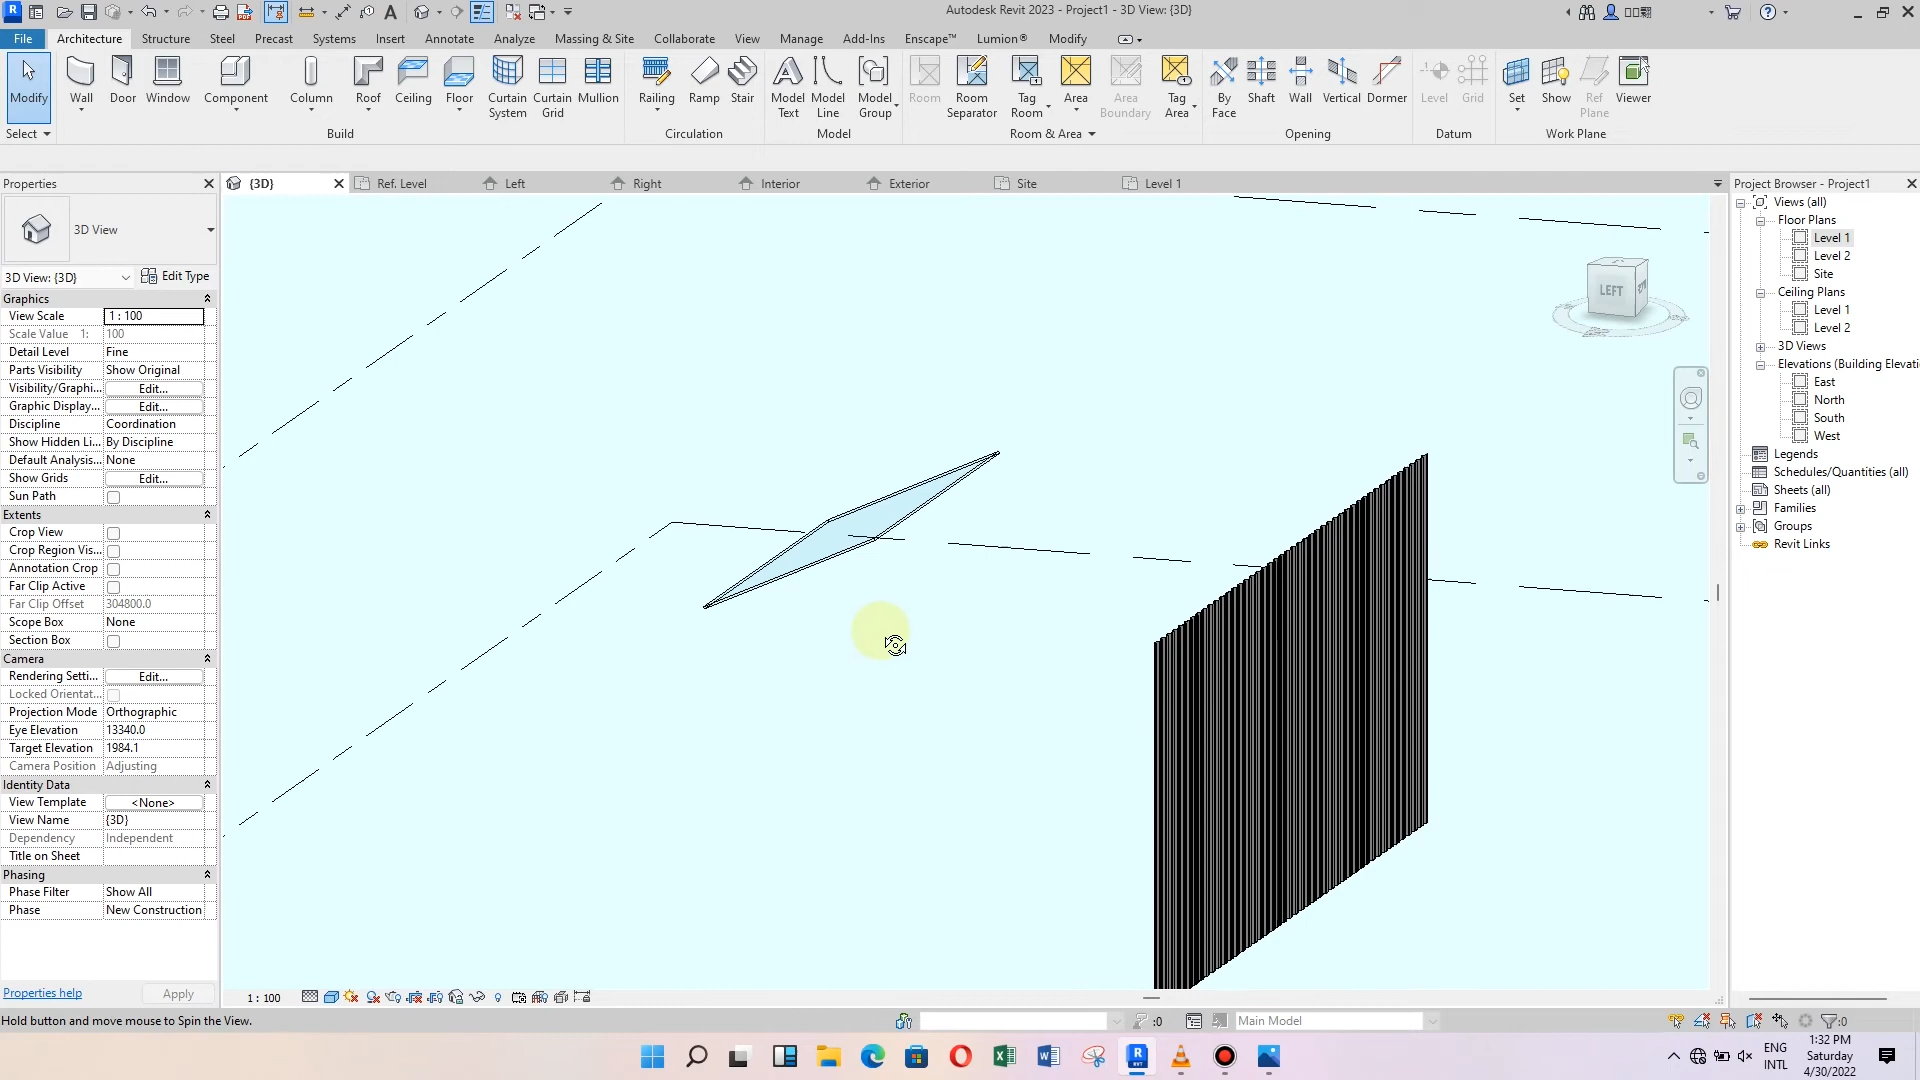 Autodesk Revit 2023 - Project1 - 3D View: {3D}
File Architecture Structure Steel Precast Systems Insert Annotate Analyze Massing & Site Collaborate View Manage Add-Ins Enscape™ Lumion® Modify
Modify Wall Door Window Component Column Roof Ceiling Floor Curtain System Curtain Grid Mullion Railing Ramp Stair Model Text Model Line Model Group Room Room Separator Tag Room Area Area Boundary Tag Area By Face Shaft Wall Vertical Dormer Level Grid Set Show Ref Plane Viewer
Select Build Circulation Model Room & Area Opening Datum Work Plane
Properties
{3D} Ref. Level Left Right Interior Exterior Site Level 1
Project Browser - Project1
3D View
3D View: {3D} Edit Type
Graphics
View Scale 1 : 100
Scale Value 1: 100
Detail Level Fine
Parts Visibility Show Original
Visibility/Graphi... Edit...
Graphic Display... Edit...
Discipline Coordination
Show Hidden Li... By Discipline
Default Analysis... None
Show Grids Edit...
Sun Path
Extents
Crop View
Crop Region Vis...
Annotation Crop
Far Clip Active
Far Clip Offset 304800.0
Scope Box None
Section Box
Camera
Rendering Setti... Edit...
Locked Orientat...
Projection Mode Orthographic
Eye Elevation 13340.0
Target Elevation 1984.1
Camera Position Adjusting
Identity Data
View Template <None>
View Name {3D}
Dependency Independent
Title on Sheet
Phasing
Phase Filter Show All
Phase New Construction
Properties help Apply
LEFT
Views (all)
Floor Plans
Level 1
Level 2
Site
Ceiling Plans
Level 1
Level 2
3D Views
Elevations (Building Elevati
East
North
South
West
Legends
Schedules/Quantities (all)
Sheets (all)
Families
Groups
Revit Links
1 : 100
Hold button and move mouse to Spin the View.
:0 Main Model :0
ENG
INTL
1:32 PM
Saturday
4/30/2022